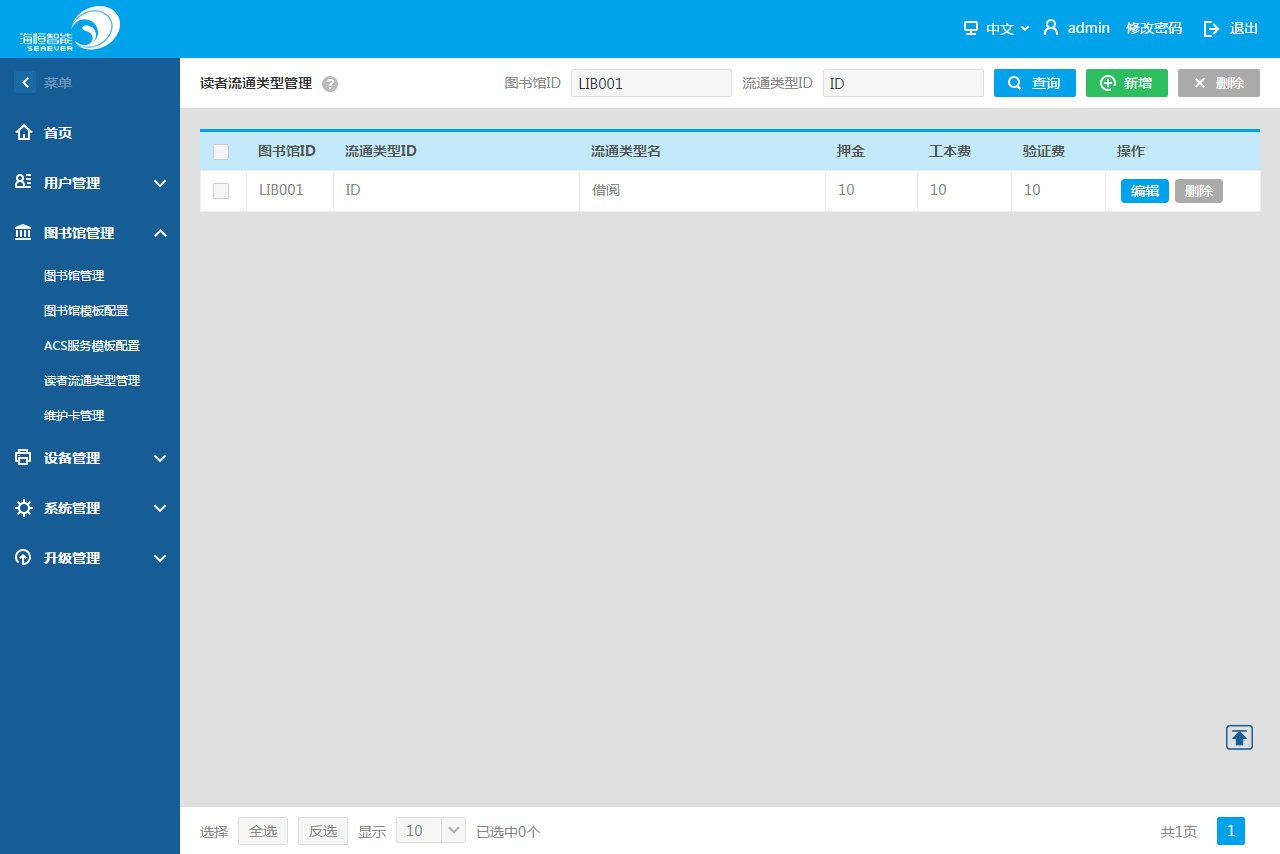 海恒智能
SEAEVER
中文 admin 修改密码 退出
菜单
首页
用户管理
图书馆管理
图书馆管理
图书馆模板配置
ACS服务模板配置
读者流通类型管理
维护卡管理
设备管理
系统管理
升级管理
读者流通类型管理 ? 图书馆ID LIB001 流通类型ID ID 查询 新增 删除
图书馆ID 流通类型ID 流通类型名 押金 工本费 验证费 操作
LIB001 ID 借阅 10 10 10 编辑 删除
选择 全选 反选 显示 10 已选中0个 共1页 1